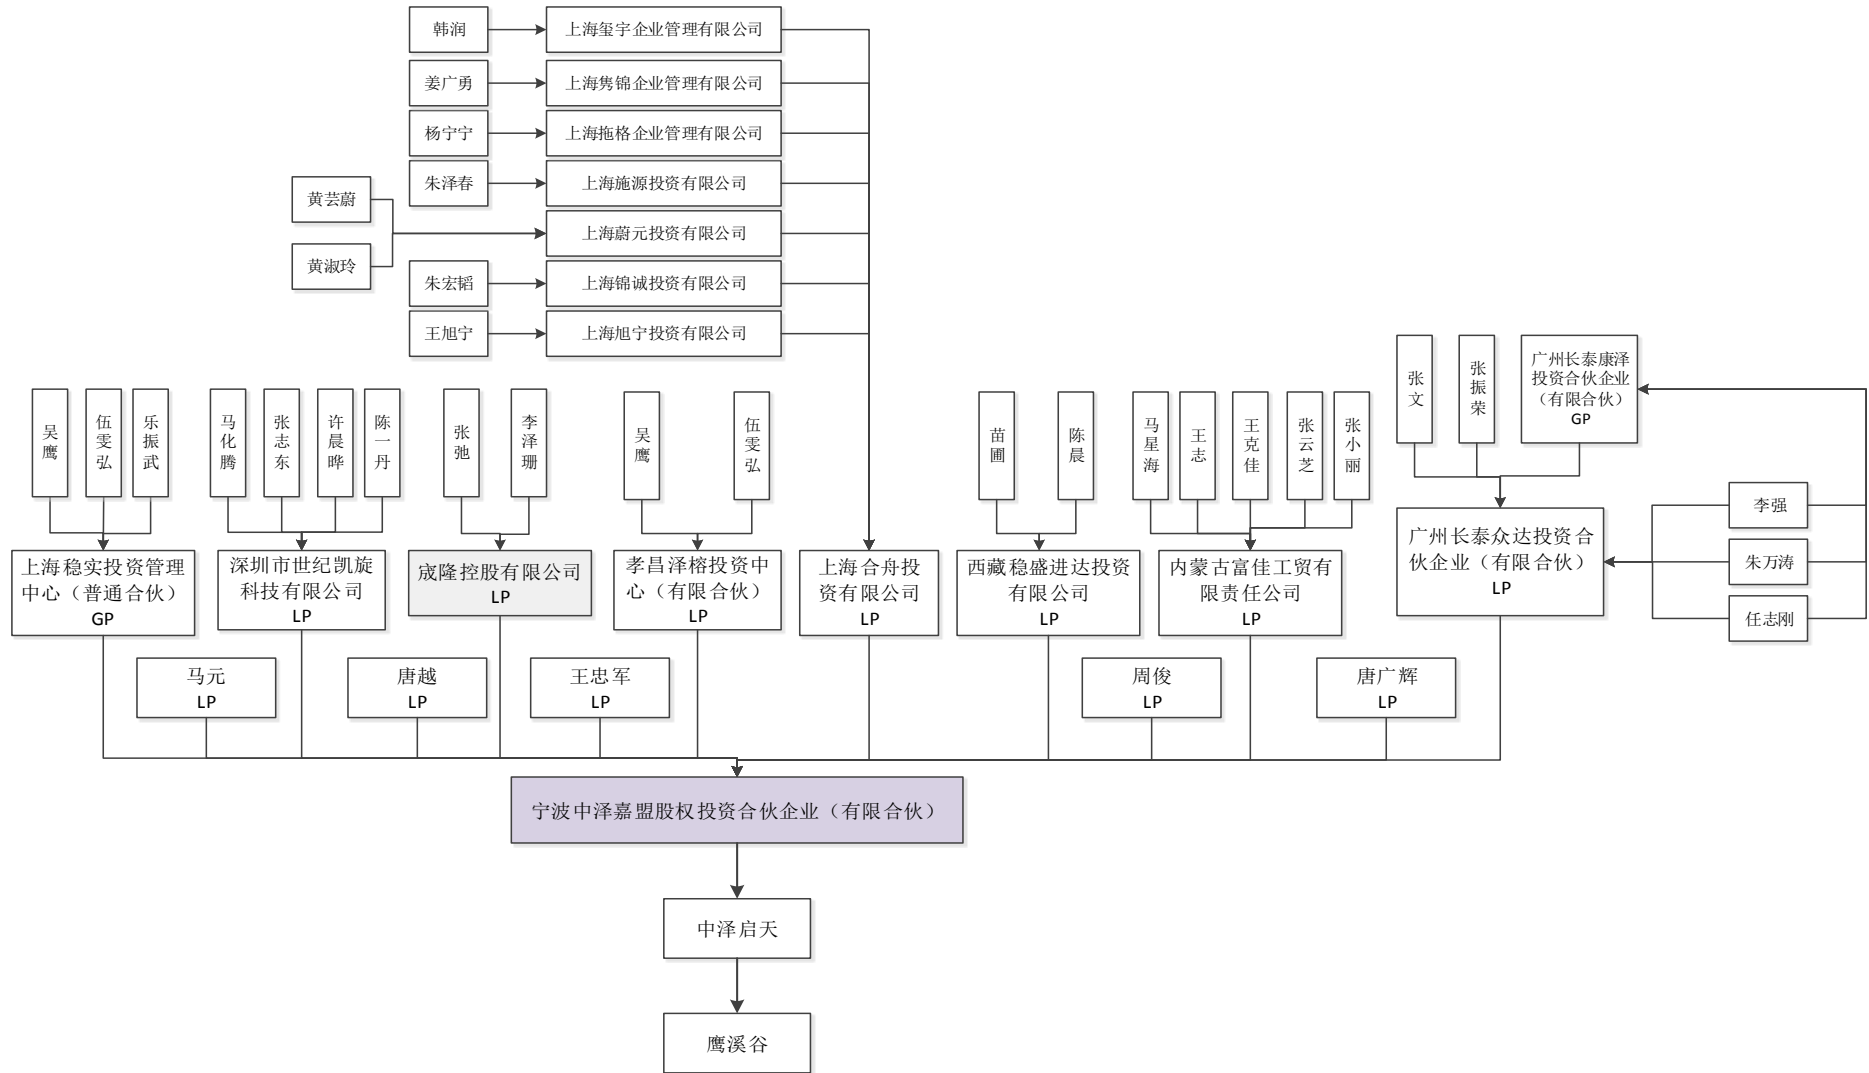 韩润
上海玺宇企业管理有限公司
姜广勇
上海隽锦企业管理有限公司
杨宁宁
上海拖格企业管理有限公司
朱泽春
上海施源投资有限公司
黄芸蔚
上海蔚元投资有限公司
黄淑玲
朱宏韬
上海锦诚投资有限公司
王旭宁
上海旭宁投资有限公司
张文
张振荣
广州长泰康泽
投资合伙企业
（有限合伙）
GP
吴鹰
伍雯弘
乐振武
马化腾
张志东
许晨晔
陈一丹
张弛
李泽珊
吴鹰
伍雯弘
苗圃
陈晨
马星海
王志
王克佳
张云芝
张小丽
李强
朱万涛
任志刚
上海稳实投资管理
中心（普通合伙）
GP
深圳市世纪凯旋
科技有限公司
LP
宬隆控股有限公司
LP
孝昌泽榕投资中
心（有限合伙）
LP
上海合舟投
资有限公司
LP
西藏稳盛进达投资
有限公司
LP
内蒙古富佳工贸有
限责任公司
LP
广州长泰众达投资合
伙企业（有限合伙）
LP
马元
LP
唐越
LP
王忠军
LP
周俊
LP
唐广辉
LP
宁波中泽嘉盟股权投资合伙企业（有限合伙）
中泽启天
鹰溪谷